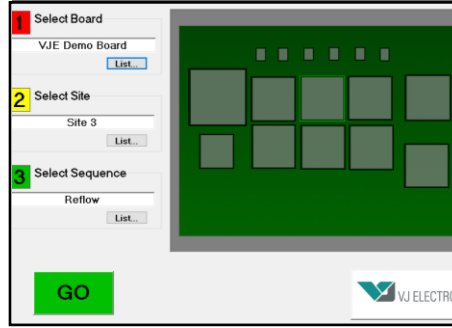 1 Select Board
VJE Demo Board
List...
2 Select Site
Site 3
List...
3 Select Sequence
Reflow
List...
GO
VJ ELECTRO